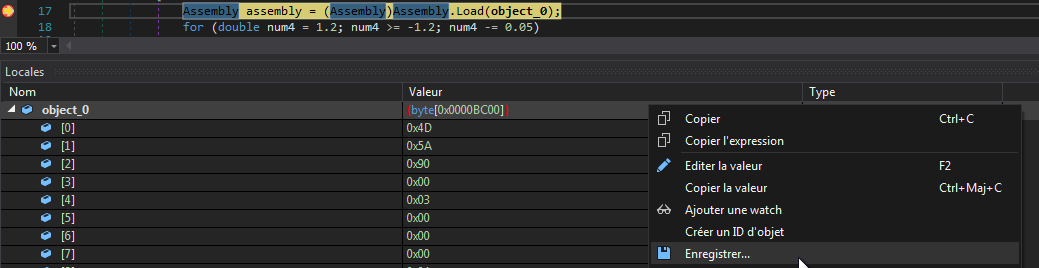 17 Assembly assembly = (Assembly)Assembly.Load(object_0);
18 for (double num4 = 1.2; num4 >= -1.2; num4 -= 0.05)
100 %
Locales
Nom Valeur Type
object_0 {byte[0x0000BC00]}
[0] 0x4D
[1] 0x5A
[2] 0x90
[3] 0x00
[4] 0x03
[5] 0x00
[6] 0x00
[7] 0x00
Copier Ctrl+C
Copier l'expression
Editer la valeur F2
Copier la valeur Ctrl+Maj+C
Ajouter une watch
Créer un ID d'objet
Enregistrer...